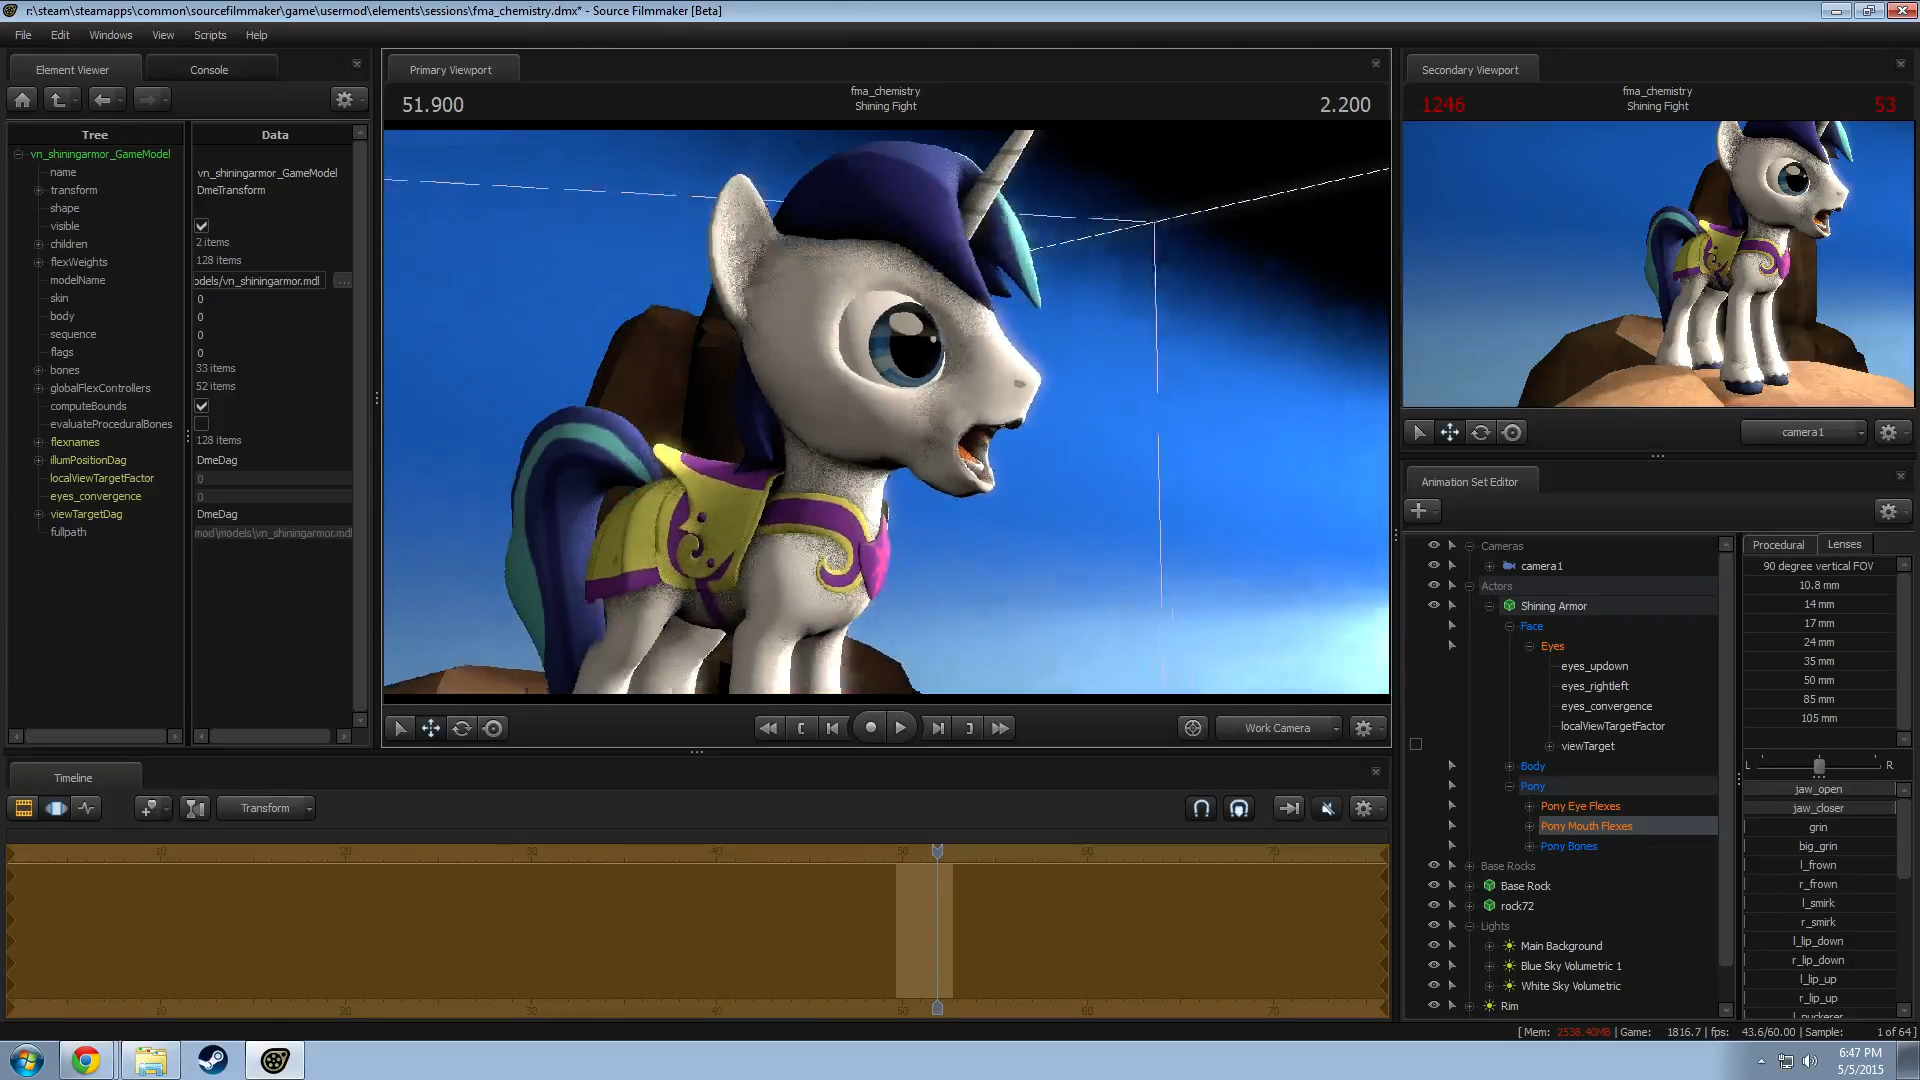 r:\steam\steamapps\common\sourcefilmmaker\game\usermod\elements\sessions\fma_chemistry.dmx* - Source Filmmaker [Beta]
File Edit Windows View Scripts Help
Element Viewer
Console
Tree
Data
vn_shiningarmor_GameModel
name
vn_shiningarmor_GameModel
transform
DmeTransform
shape
visible
children
2 items
flexWeights
128 items
modelName
odels/vn_shiningarmor.mdl
...
skin
0
body
0
sequence
0
flags
0
bones
33 items
globalFlexControllers
52 items
computeBounds
evaluateProceduralBones
flexnames
128 items
illumPositionDag
DmeDag
localViewTargetFactor
0
eyes_convergence
0
viewTargetDag
DmeDag
fullpath
mod\models\vn_shiningarmor.mdl
Primary Viewport
51.900
fma_chemistry
Shining Fight
2.200
Work Camera
Secondary Viewport
1246
fma_chemistry
Shining Fight
53
camera1
Animation Set Editor
Cameras
camera1
Actors
Shining Armor
Face
Eyes
eyes_updown
eyes_rightleft
eyes_convergence
localViewTargetFactor
viewTarget
Body
Pony
Pony Eye Flexes
Pony Mouth Flexes
Pony Bones
Base Rocks
Base Rock
rock72
Lights
Main Background
Blue Sky Volumetric 1
White Sky Volumetric
Rim
Procedural
Lenses
90 degree vertical FOV
10.8 mm
14 mm
17 mm
24 mm
35 mm
50 mm
85 mm
105 mm
L
R
jaw_open
jaw_closer
grin
big_grin
l_frown
r_frown
l_smirk
r_smirk
l_lip_down
r_lip_down
l_lip_up
r_lip_up
l_puckerer
Timeline
Transform
10 20 30 40 50 70
10 20 30 40 50 70
[ Mem: 2538.40MB | Game: 1816.7 | fps: 43.6/60.00 | Sample: 1 of 64 ]
6:47 PM
5/5/2015